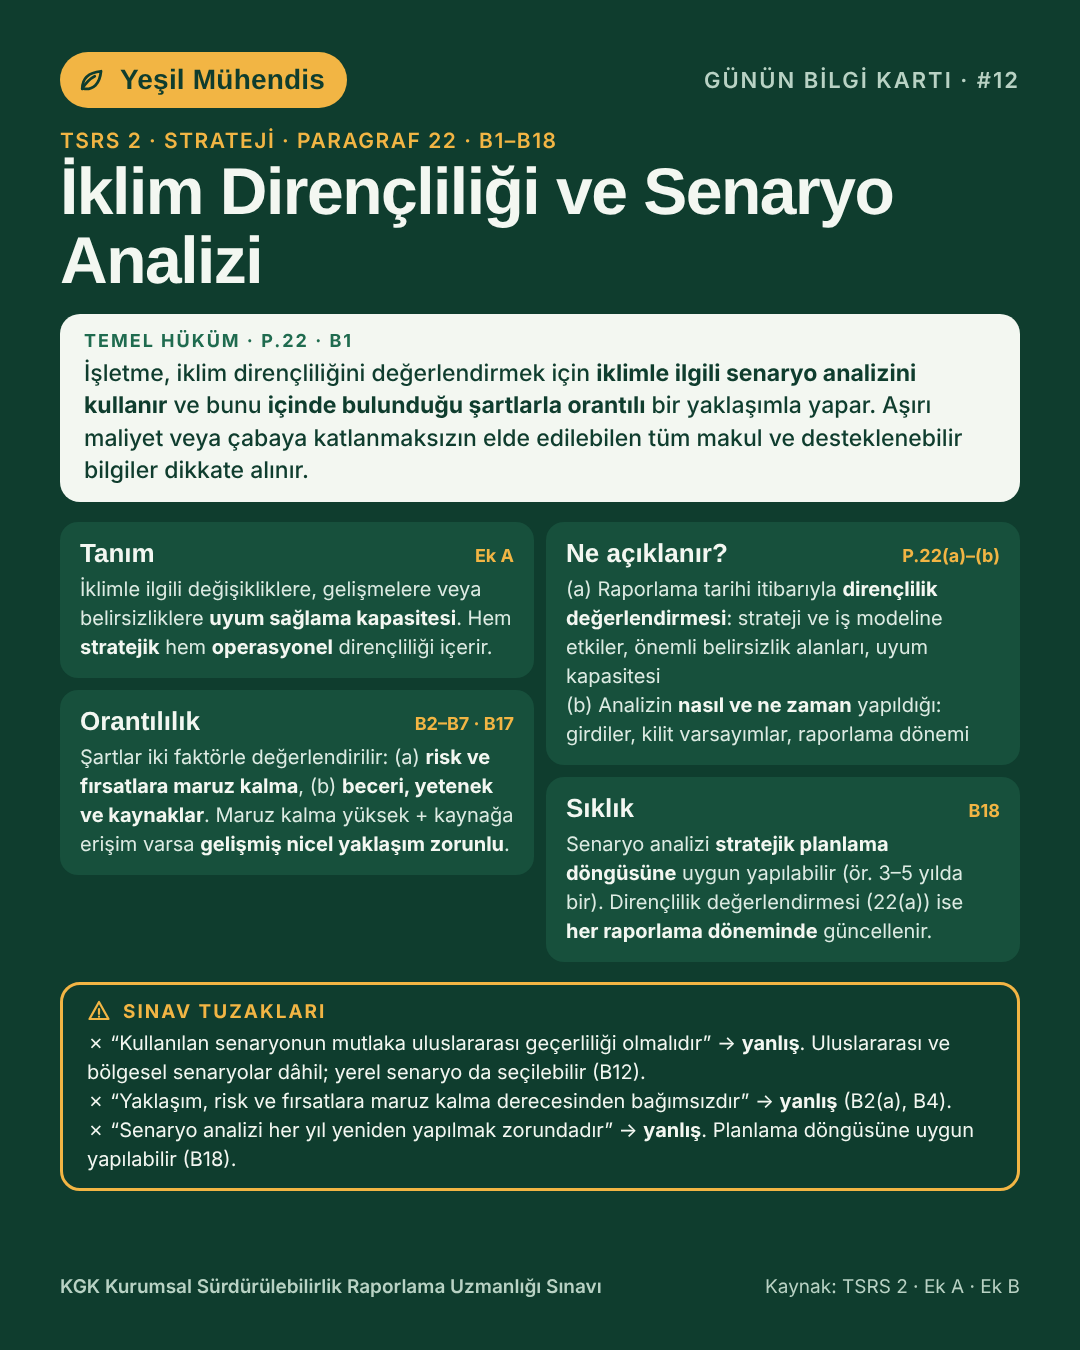 Yeşil Mühendis
GÜNÜN BİLGİ KARTI · #12
TSRS 2 · STRATEJİ · PARAGRAF 22 · B1–B18
İklim Dirençliliği ve Senaryo
Analizi
TEMEL HÜKÜM · P.22 · B1
İşletme, iklim dirençliliğini değerlendirmek için iklimle ilgili senaryo analizini
kullanır ve bunu içinde bulunduğu şartlarla orantılı bir yaklaşımla yapar. Aşırı
maliyet veya çabaya katlanmaksızın elde edilebilen tüm makul ve desteklenebilir
bilgiler dikkate alınır.
Tanım
Ek A
İklimle ilgili değişikliklere, gelişmelere veya
belirsizliklere uyum sağlama kapasitesi. Hem
stratejik hem operasyonel dirençliliği içerir.
Orantılılık
B2–B7 · B17
Şartlar iki faktörle değerlendirilir: (a) risk ve
fırsatlara maruz kalma, (b) beceri, yetenek
ve kaynaklar. Maruz kalma yüksek + kaynağa
erişim varsa gelişmiş nicel yaklaşım zorunlu.
Ne açıklanır?
P.22(a)–(b)
(a) Raporlama tarihi itibarıyla dirençlilik
değerlendirmesi: strateji ve iş modeline
etkiler, önemli belirsizlik alanları, uyum
kapasitesi
(b) Analizin nasıl ve ne zaman yapıldığı:
girdiler, kilit varsayımlar, raporlama dönemi
Sıklık
B18
Senaryo analizi stratejik planlama
döngüsüne uygun yapılabilir (ör. 3–5 yılda
bir). Dirençlilik değerlendirmesi (22(a)) ise
her raporlama döneminde güncellenir.
⚠ SINAV TUZAKLARI
× “Kullanılan senaryonun mutlaka uluslararası geçerliliği olmalıdır” → yanlış. Uluslararası ve
bölgesel senaryolar dâhil; yerel senaryo da seçilebilir (B12).
× “Yaklaşım, risk ve fırsatlara maruz kalma derecesinden bağımsızdır” → yanlış (B2(a), B4).
× “Senaryo analizi her yıl yeniden yapılmak zorundadır” → yanlış. Planlama döngüsüne uygun
yapılabilir (B18).
KGK Kurumsal Sürdürülebilirlik Raporlama Uzmanlığı Sınavı
Kaynak: TSRS 2 · Ek A · Ek B